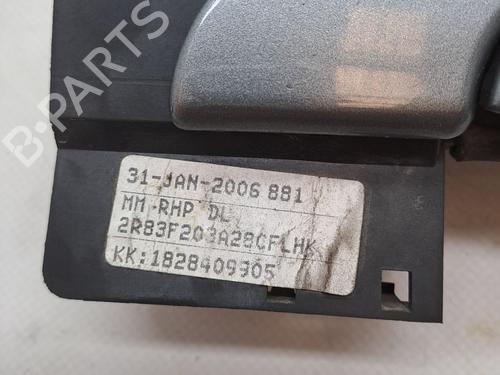 B-PARTS
31-JAN-2006 881
MM-RHP DL
2R83F203A28CFLHK
KK:1828409905